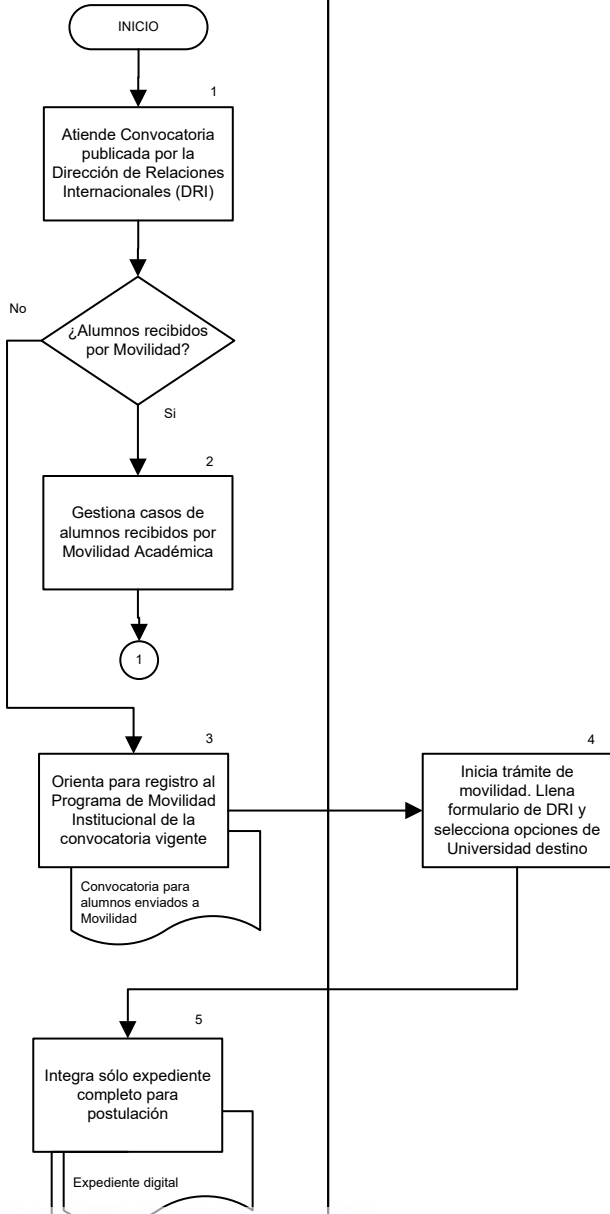 INICIO
1
Atiende Convocatoria
publicada por la
Dirección de Relaciones
Internacionales (DRI)
No
¿Alumnos recibidos
por Movilidad?
Si
2
Gestiona casos de
alumnos recibidos por
Movilidad Académica
1
3
Orienta para registro al
Programa de Movilidad
Institucional de la
convocatoria vigente
Convocatoria para
alumnos enviados a
Movilidad
4
Inicia trámite de
movilidad. Llena
formulario de DRI y
selecciona opciones de
Universidad destino
5
Integra sólo expediente
completo para
postulación
Expediente digital